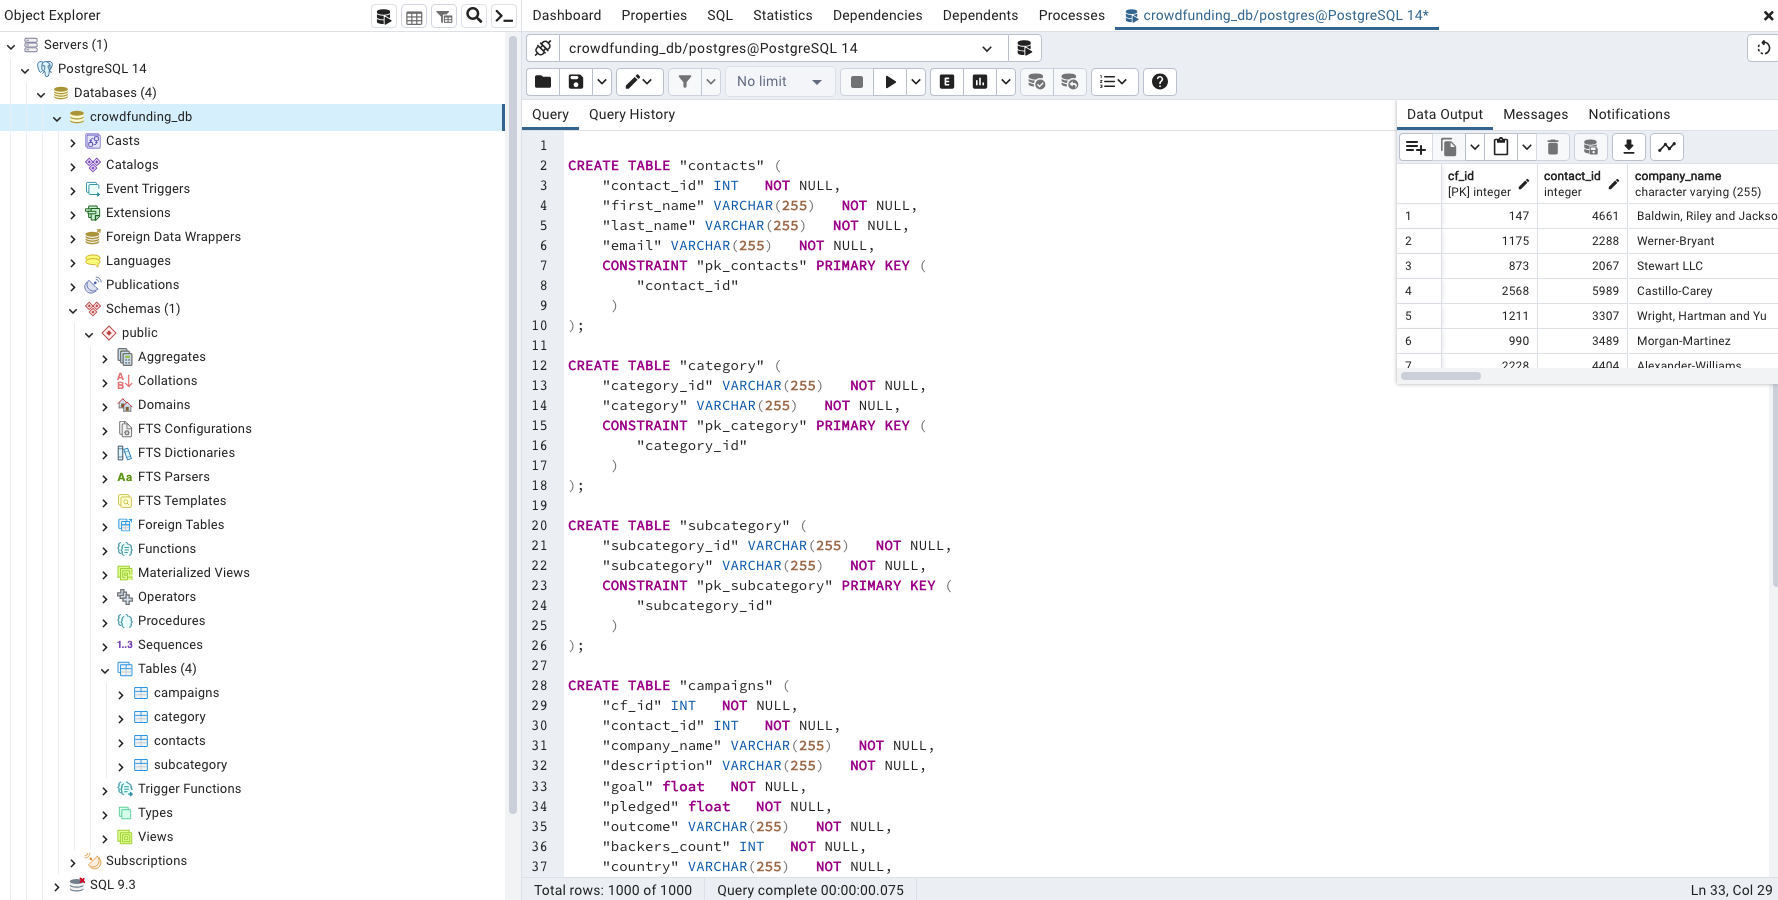 Object Explorer
Dashboard Properties SQL Statistics Dependencies Dependents Processes crowdfunding_db/postgres@PostgreSQL 14*
Servers (1)
PostgreSQL 14
Databases (4)
crowdfunding_db
Casts
Catalogs
Event Triggers
Extensions
Foreign Data Wrappers
Languages
Publications
Schemas (1)
public
Aggregates
Collations
Domains
FTS Configurations
FTS Dictionaries
Aa FTS Parsers
FTS Templates
Foreign Tables
Functions
Materialized Views
Operators
Procedures
1..3 Sequences
Tables (4)
campaigns
category
contacts
subcategory
Trigger Functions
Types
Views
Subscriptions
SQL 9.3
crowdfunding_db/postgres@PostgreSQL 14
No limit
E
Query Query History
1
2 CREATE TABLE "contacts" (
3 "contact_id" INT NOT NULL,
4 "first_name" VARCHAR(255) NOT NULL,
5 "last_name" VARCHAR(255) NOT NULL,
6 "email" VARCHAR(255) NOT NULL,
7 CONSTRAINT "pk_contacts" PRIMARY KEY (
8 "contact_id"
9 )
10 );
11
12 CREATE TABLE "category" (
13 "category_id" VARCHAR(255) NOT NULL,
14 "category" VARCHAR(255) NOT NULL,
15 CONSTRAINT "pk_category" PRIMARY KEY (
16 "category_id"
17 )
18 );
19
20 CREATE TABLE "subcategory" (
21 "subcategory_id" VARCHAR(255) NOT NULL,
22 "subcategory" VARCHAR(255) NOT NULL,
23 CONSTRAINT "pk_subcategory" PRIMARY KEY (
24 "subcategory_id"
25 )
26 );
27
28 CREATE TABLE "campaigns" (
29 "cf_id" INT NOT NULL,
30 "contact_id" INT NOT NULL,
31 "company_name" VARCHAR(255) NOT NULL,
32 "description" VARCHAR(255) NOT NULL,
33 "goal" float NOT NULL,
34 "pledged" float NOT NULL,
35 "outcome" VARCHAR(255) NOT NULL,
36 "backers_count" INT NOT NULL,
37 "country" VARCHAR(255) NOT NULL,
Data Output Messages Notifications
cf_id contact_id company_name
[PK] integer integer character varying (255)
1 147 4661 Baldwin, Riley and Jackso
2 1175 2288 Werner-Bryant
3 873 2067 Stewart LLC
4 2568 5989 Castillo-Carey
5 1211 3307 Wright, Hartman and Yu
6 990 3489 Morgan-Martinez
7 2228 4404 Alexander-Williams
Total rows: 1000 of 1000 Query complete 00:00:00.075 Ln 33, Col 29